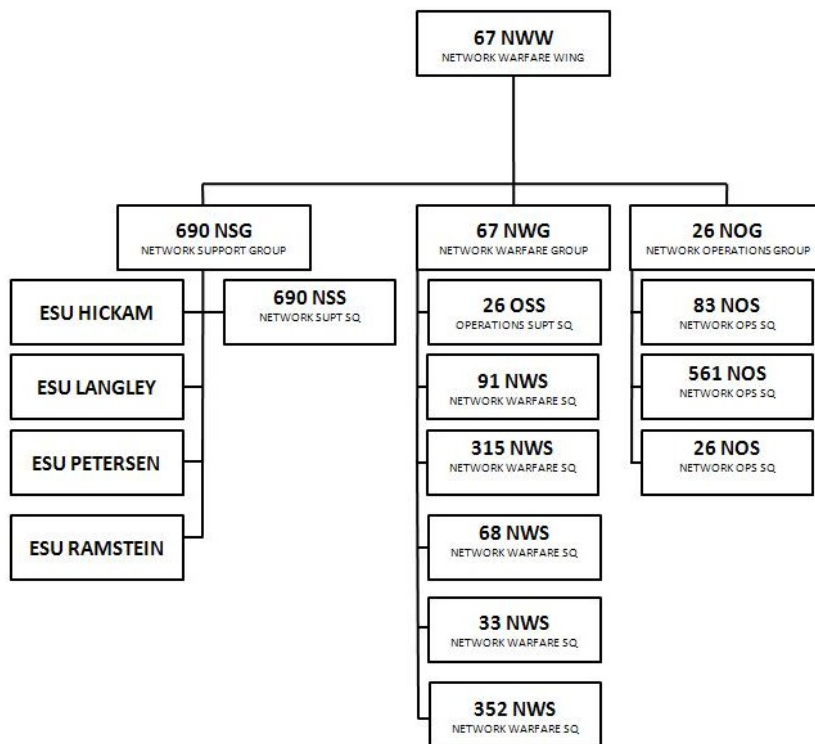 67 NWW
NETWORK WARFARE WING
690 NSG
NETWORK SUPPORT GROUP
67 NWG
NETWORK WARFARE GROUP
26 NOG
NETWORK OPERATIONS GROUP
ESU HICKAM
690 NSS
NETWORK SUPT SQ
26 OSS
OPERATIONS SUPT SQ
83 NOS
NETWORK OPS SQ
ESU LANGLEY
91 NWS
NETWORK WARFARE SQ
561 NOS
NETWORK OPS SQ
ESU PETERSEN
315 NWS
NETWORK WARFARE SQ
26 NOS
NETWORK OPS SQ
ESU RAMSTEIN
68 NWS
NETWORK WARFARE SQ
33 NWS
NETWORK WARFARE SQ
352 NWS
NETWORK WARFARE SQ